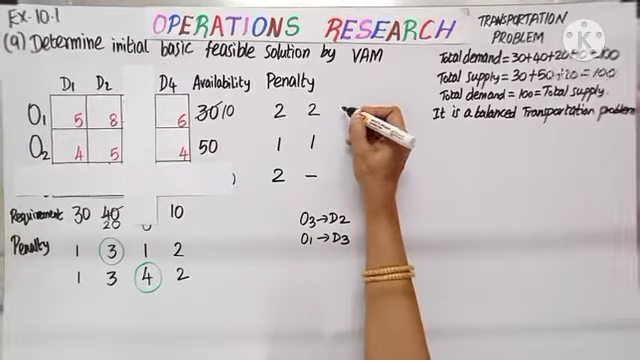 Ex-10.1
OPERATIONS RESEARCH
TRANSPORTATION
PROBLEM
(a) Determine initial basic feasible solution by VAM
Total demand = 30+40+20+10=100
Total supply = 30+50+20=100
Total demand = 100 = Total supply.
It is a balanced Transportation problem
D1 D2 D4 Availability Penalty
O1 5 8 6 30 10 2 2
O2 4 5 4 50 1 1
2 -
Requirement 30 40 10
20 0
Penalty 1 3 1 2
1 3 4 2
O3→D2
O1→D3